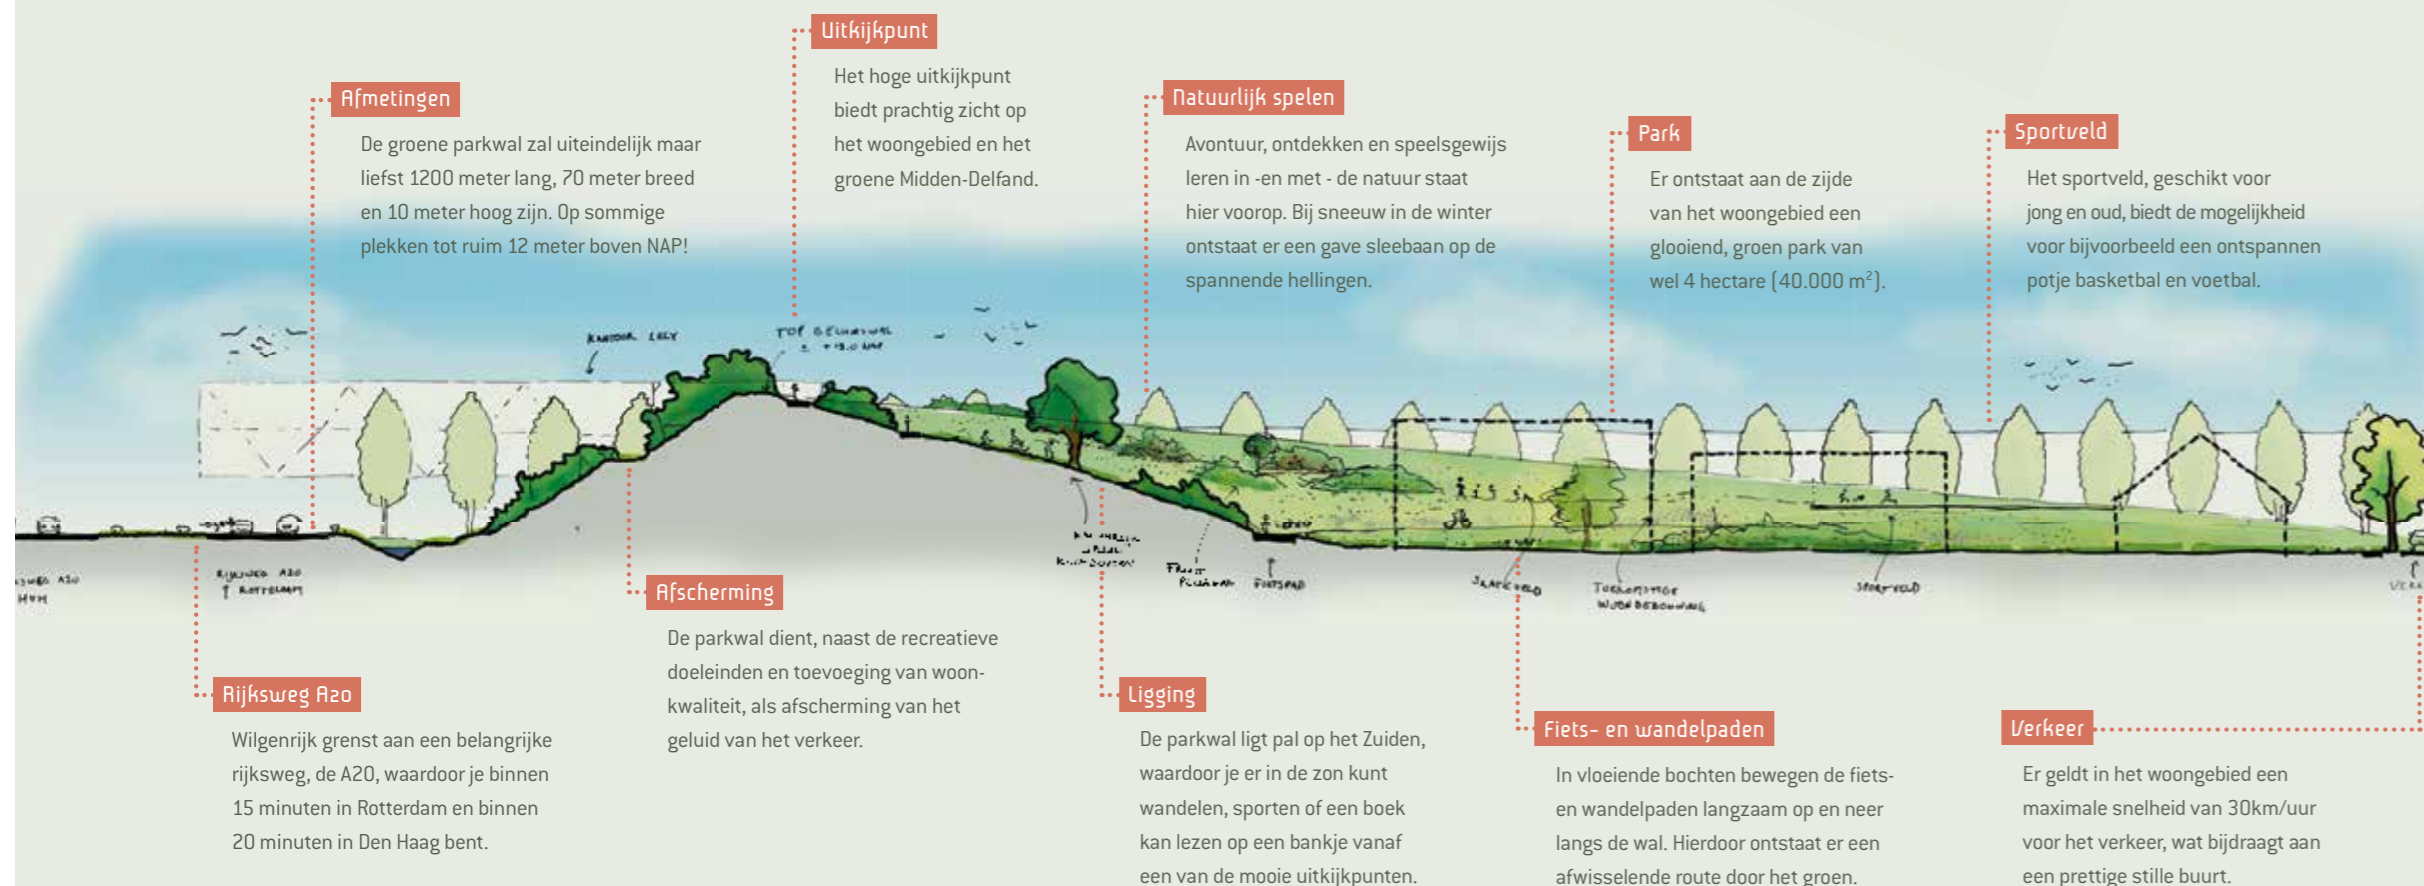 Uitkijkpunt
Het hoge uitkijkpunt
biedt prachtig zicht op
het woongebied en het
groene Midden-Delfand.
Afmetingen
De groene parkwal zal uiteindelijk maar
liefst 1200 meter lang, 70 meter breed
en 10 meter hoog zijn. Op sommige
plekken tot ruim 12 meter boven NAP!
Natuurlijk spelen
Avontuur, ontdekken en speelsgewijs
leren in -en met - de natuur staat
hier voorop. Bij sneeuw in de winter
ontstaat er een gave sleebaan op de
spannende hellingen.
Park
Er ontstaat aan de zijde
van het woongebied een
glooiend, groen park van
wel 4 hectare (40.000 m²).
Sportveld
Het sportveld, geschikt voor
jong en oud, biedt de mogelijkheid
voor bijvoorbeeld een ontspannen
potje basketbal en voetbal.
KANTOOR LELY
TOP GELUIDSWAL
RIJKSWEG A20
ROTTERDAM
FIETSPAD
TOEKOMSTIGE
WOONBEBOUWING
SPORTVELD
Afscherming
De parkwal dient, naast de recreatieve
doeleinden en toevoeging van woon-
kwaliteit, als afscherming van het
geluid van het verkeer.
Rijksweg A20
Wilgenrijk grenst aan een belangrijke
rijksweg, de A20, waardoor je binnen
15 minuten in Rotterdam en binnen
20 minuten in Den Haag bent.
Ligging
De parkwal ligt pal op het Zuiden,
waardoor je er in de zon kunt
wandelen, sporten of een boek
kan lezen op een bankje vanaf
een van de mooie uitkijkpunten.
Fiets- en wandelpaden
In vloeiende bochten bewegen de fiets-
en wandelpaden langzaam op en neer
langs de wal. Hierdoor ontstaat er een
afwisselende route door het groen.
Verkeer
Er geldt in het woongebied een
maximale snelheid van 30km/uur
voor het verkeer, wat bijdraagt aan
een prettige stille buurt.